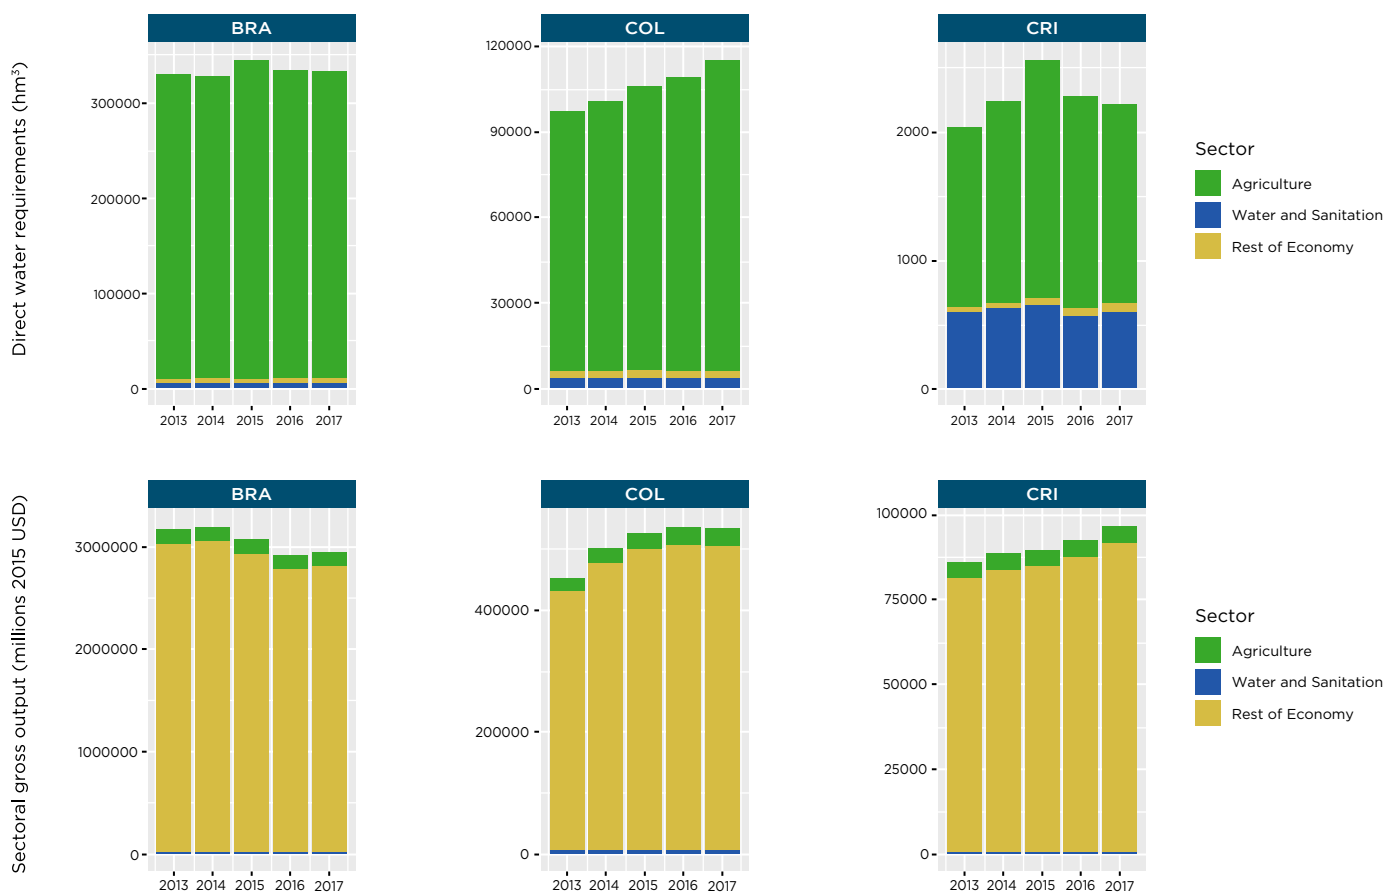 BRA
COL
CRI
Direct water requirements (hm³)
300000
200000
100000
0
2013 2014 2015 2016 2017
120000
90000
60000
30000
0
2013 2014 2015 2016 2017
2000
1000
0
2013 2014 2015 2016 2017
Sector
Agriculture
Water and Sanitation
Rest of Economy
BRA
COL
CRI
Sectoral gross output (millions 2015 USD)
3000000
2000000
1000000
0
2013 2014 2015 2016 2017
400000
200000
0
2013 2014 2015 2016 2017
100000
75000
50000
25000
0
2013 2014 2015 2016 2017
Sector
Agriculture
Water and Sanitation
Rest of Economy